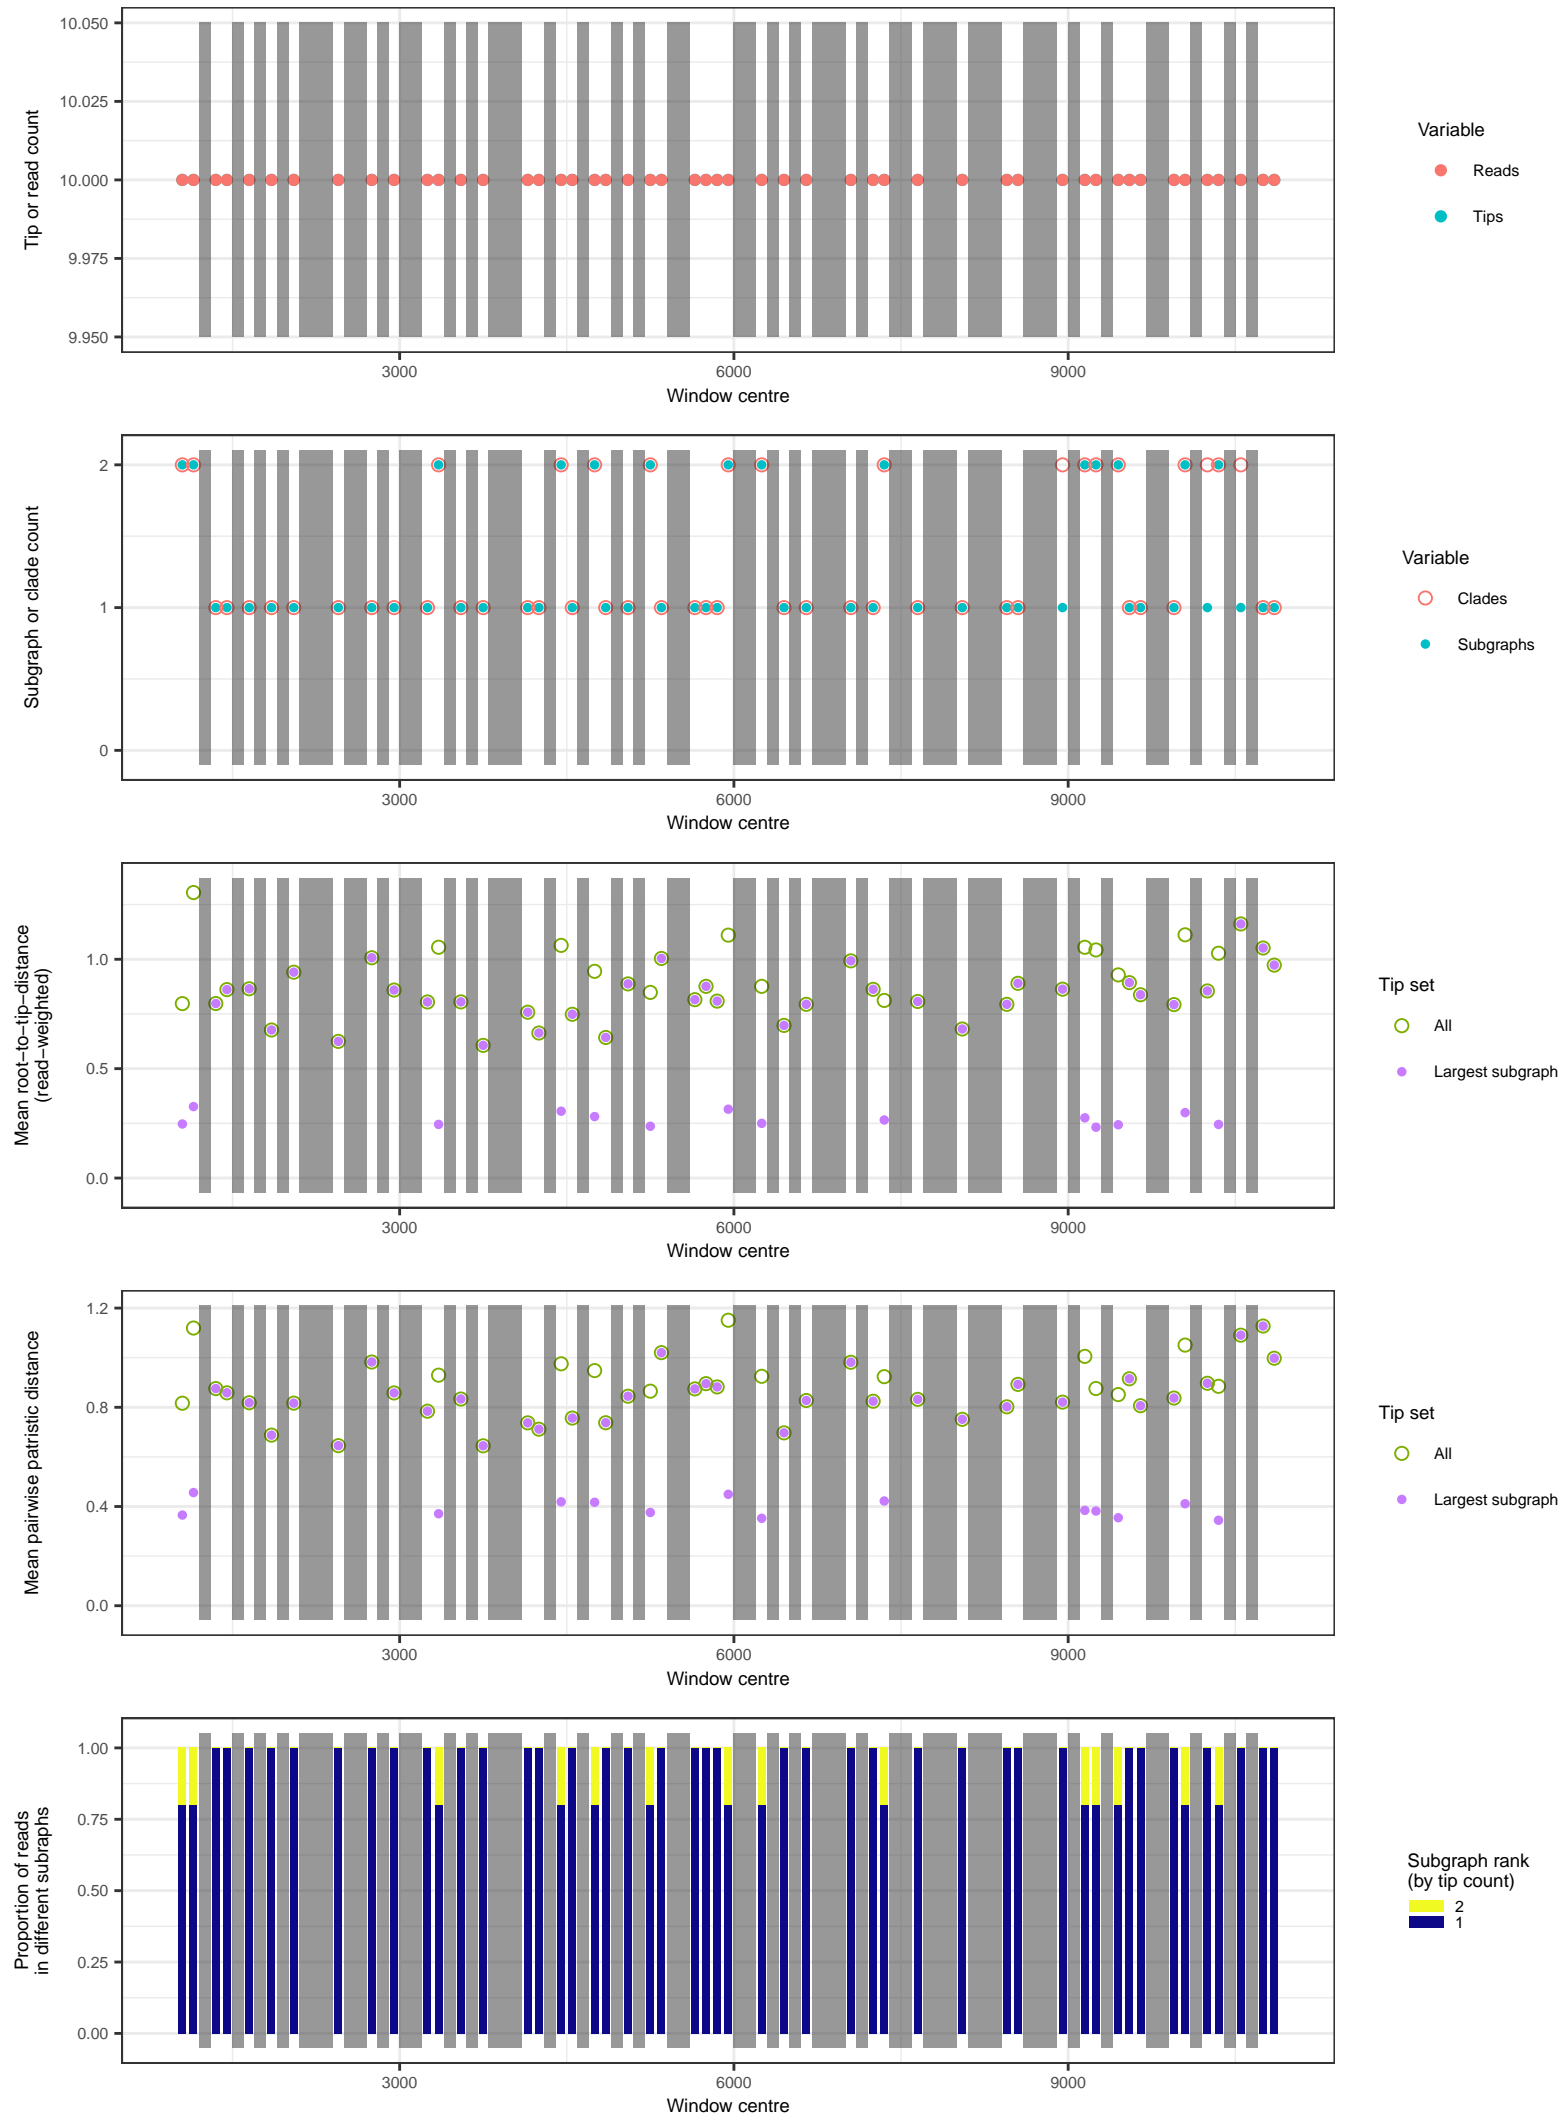 10.050
10.025
10.000
9.975
9.950
Tip or read count
3000
6000
9000
Window centre
Variable
Reads
Tips
2
1
0
Subgraph or clade count
3000
6000
9000
Window centre
Variable
Clades
Subgraphs
1.0
0.5
0.0
Mean root−to−tip−distance
(read−weighted)
3000
6000
9000
Window centre
Tip set
All
Largest subgraph
1.2
0.8
0.4
0.0
Mean pairwise patristic distance
3000
6000
9000
Window centre
Tip set
All
Largest subgraph
1.00
0.75
0.50
0.25
0.00
Proportion of reads
in different subraphs
3000
6000
9000
Window centre
Subgraph rank
(by tip count)
2
1